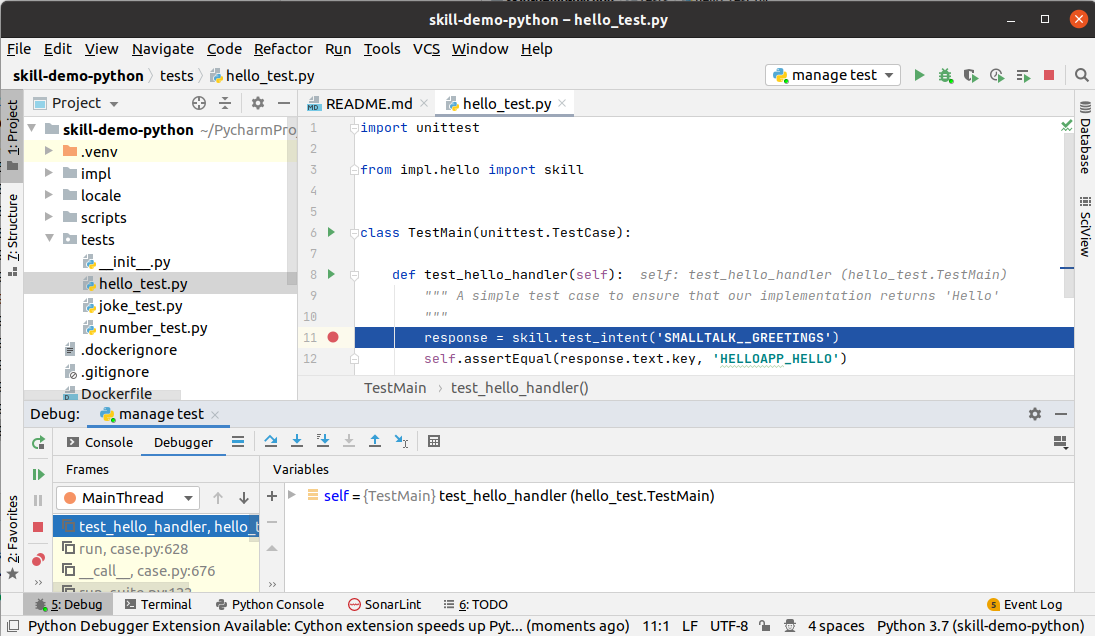 skill-demo-python – hello_test.py
File Edit View Navigate Code Refactor Run Tools VCS Window Help
skill-demo-python tests hello_test.py manage test
1: Project
7: Structure
2: Favorites
Project
skill-demo-python ~/PycharmPro
.venv
impl
locale
scripts
tests
__init__.py
hello_test.py
joke_test.py
number_test.py
.dockerignore
.gitignore
Dockerfile
README.md hello_test.py
1 import unittest
2
3 from impl.hello import skill
4
5
6 class TestMain(unittest.TestCase):
7
8 def test_hello_handler(self): self: test_hello_handler (hello_test.TestMain)
9 """ A simple test case to ensure that our implementation returns 'Hello'
10 """
11 response = skill.test_intent('SMALLTALK__GREETINGS')
12 self.assertEqual(response.text.key, 'HELLOAPP_HELLO')
TestMain › test_hello_handler()
Database
SciView
Debug: manage test
Console Debugger
Frames Variables
MainThread
self = {TestMain} test_hello_handler (hello_test.TestMain)
test_hello_handler, hello_t
run, case.py:628
__call__, case.py:676
5: Debug Terminal Python Console SonarLint 6: TODO 5 Event Log
Python Debugger Extension Available: Cython extension speeds up Pyt... (moments ago) 11:1 LF UTF-8 4 spaces Python 3.7 (skill-demo-python)